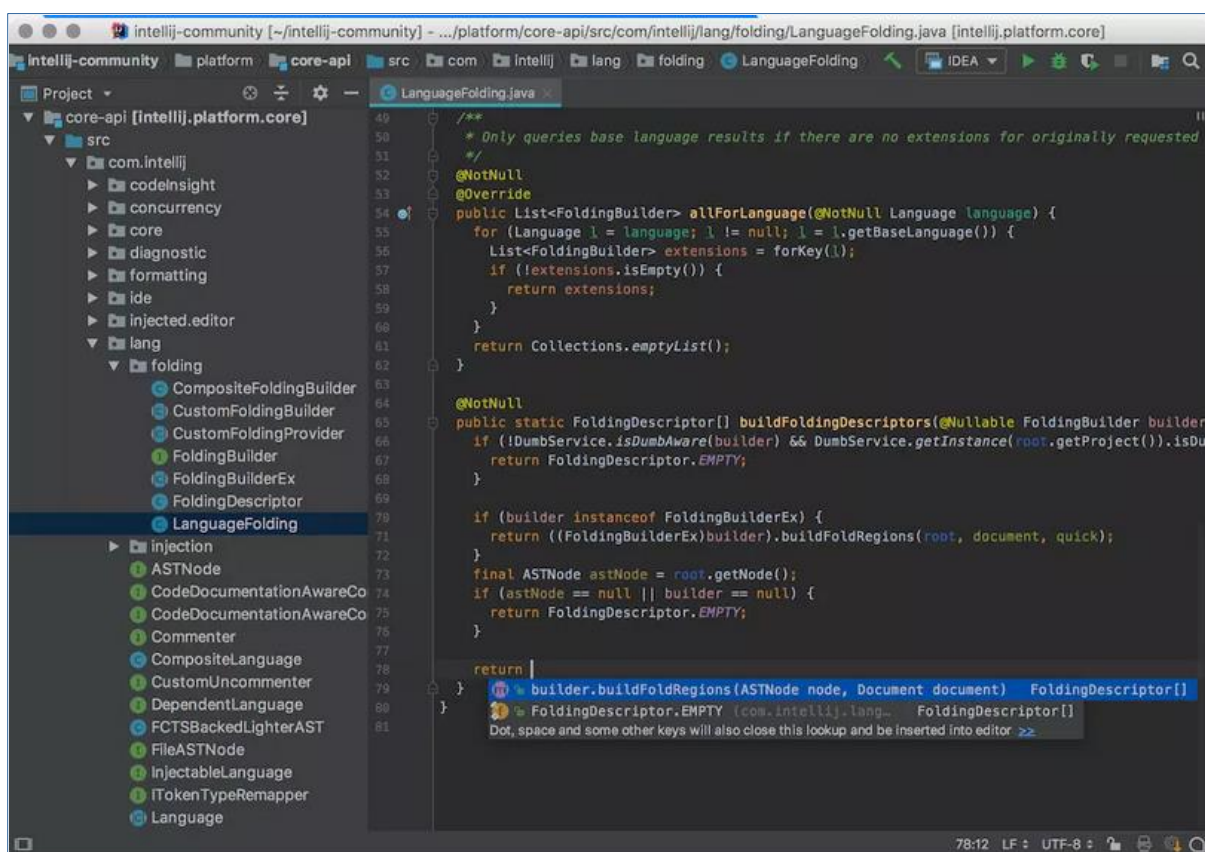 intellij-community [~/intellij-community] - .../platform/core-api/src/com/intellij/lang/folding/LanguageFolding.java [intellij.platform.core]
intellij-community platform core-api src com intellij lang folding LanguageFolding IDEA
Project
LanguageFolding.java
core-api [intellij.platform.core]
src
com.intellij
codeInsight
concurrency
core
diagnostic
formatting
ide
injected.editor
lang
folding
CompositeFoldingBuilder
CustomFoldingBuilder
CustomFoldingProvider
FoldingBuilder
FoldingBuilderEx
FoldingDescriptor
LanguageFolding
injection
ASTNode
CodeDocumentationAwareCo
CodeDocumentationAwareCo
Commenter
CompositeLanguage
CustomUncommenter
DependentLanguage
FCTSBackedLighterAST
FileASTNode
InjectableLanguage
ITokenTypeRemapper
Language
49 /**
50 * Only queries base language results if there are no extensions for originally requested
51 */
52 @NotNull
53 @Override
54 public List<FoldingBuilder> allForLanguage(@NotNull Language language) {
55 for (Language l = language; l != null; l = l.getBaseLanguage()) {
56 List<FoldingBuilder> extensions = forKey(l);
57 if (!extensions.isEmpty()) {
58 return extensions;
59 }
60 }
61 return Collections.emptyList();
62 }
63
64 @NotNull
65 public static FoldingDescriptor[] buildFoldingDescriptors(@Nullable FoldingBuilder builder
66 if (!DumbService.isDumbAware(builder) && DumbService.getInstance(root.getProject()).isDu
67 return FoldingDescriptor.EMPTY;
68 }
69
70 if (builder instanceof FoldingBuilderEx) {
71 return ((FoldingBuilderEx)builder).buildFoldRegions(root, document, quick);
72 }
73 final ASTNode astNode = root.getNode();
74 if (astNode == null || builder == null) {
75 return FoldingDescriptor.EMPTY;
76 }
77
78 return
79 }
80 }
81
builder.buildFoldRegions(ASTNode node, Document document) FoldingDescriptor[]
FoldingDescriptor.EMPTY (com.intellij.lang… FoldingDescriptor[]
Dot, space and some other keys will also close this lookup and be inserted into editor >>
78:12 LF UTF-8